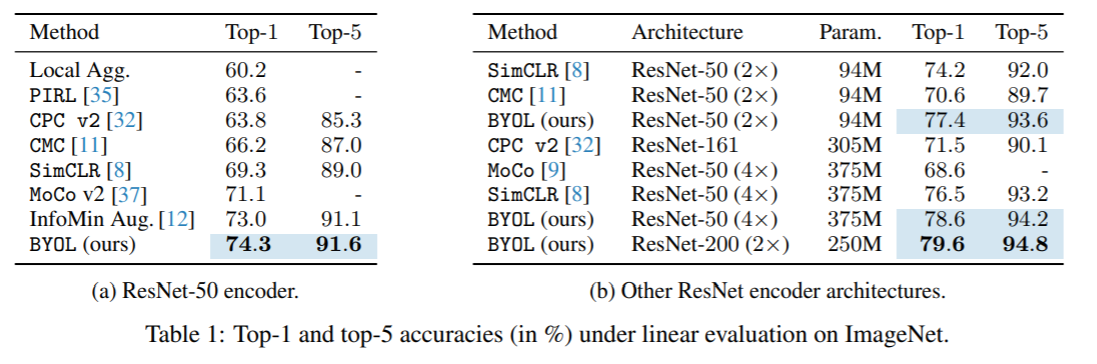 Method Top-1 Top-5
Local Agg. 60.2 -
PIRL [35] 63.6 -
CPC v2 [32] 63.8 85.3
CMC [11] 66.2 87.0
SimCLR [8] 69.3 89.0
MoCo v2 [37] 71.1 -
InfoMin Aug. [12] 73.0 91.1
BYOL (ours) 74.3 91.6
(a) ResNet-50 encoder.
Method Architecture Param. Top-1 Top-5
SimCLR [8] ResNet-50 (2×) 94M 74.2 92.0
CMC [11] ResNet-50 (2×) 94M 70.6 89.7
BYOL (ours) ResNet-50 (2×) 94M 77.4 93.6
CPC v2 [32] ResNet-161 305M 71.5 90.1
MoCo [9] ResNet-50 (4×) 375M 68.6 -
SimCLR [8] ResNet-50 (4×) 375M 76.5 93.2
BYOL (ours) ResNet-50 (4×) 375M 78.6 94.2
BYOL (ours) ResNet-200 (2×) 250M 79.6 94.8
(b) Other ResNet encoder architectures.
Table 1: Top-1 and top-5 accuracies (in %) under linear evaluation on ImageNet.